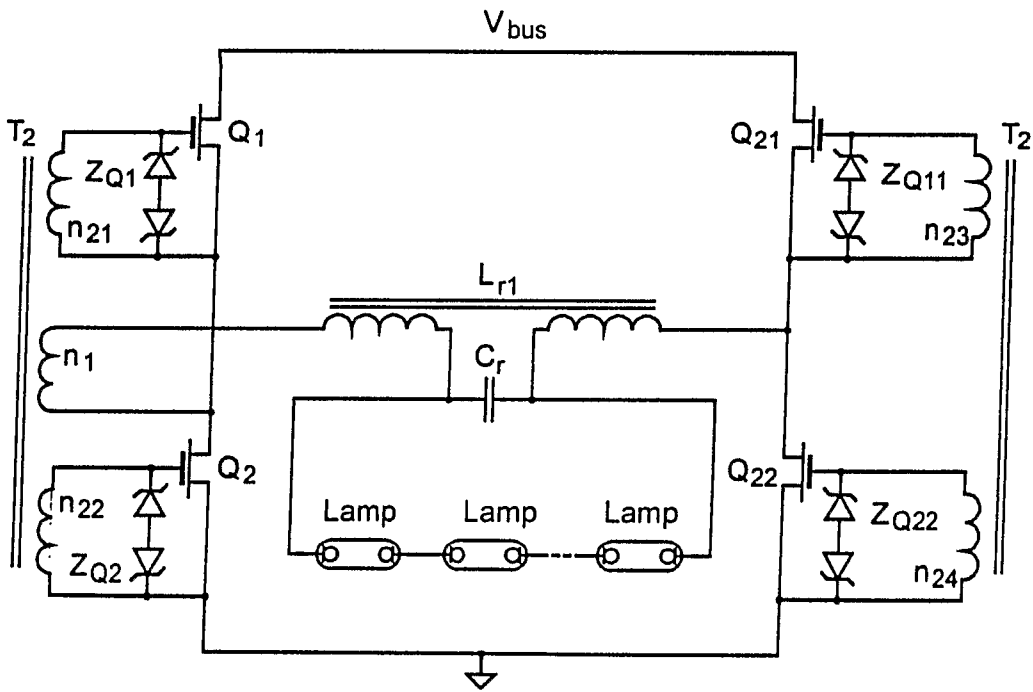 V_bus
T_2
Q_1
Q_21
T_2
Z_Q1
Z_Q11
n_21
n_23
L_r1
n_1
C_r
Q_2
Q_22
n_22
Lamp
Lamp
Lamp
Z_Q22
Z_Q2
n_24